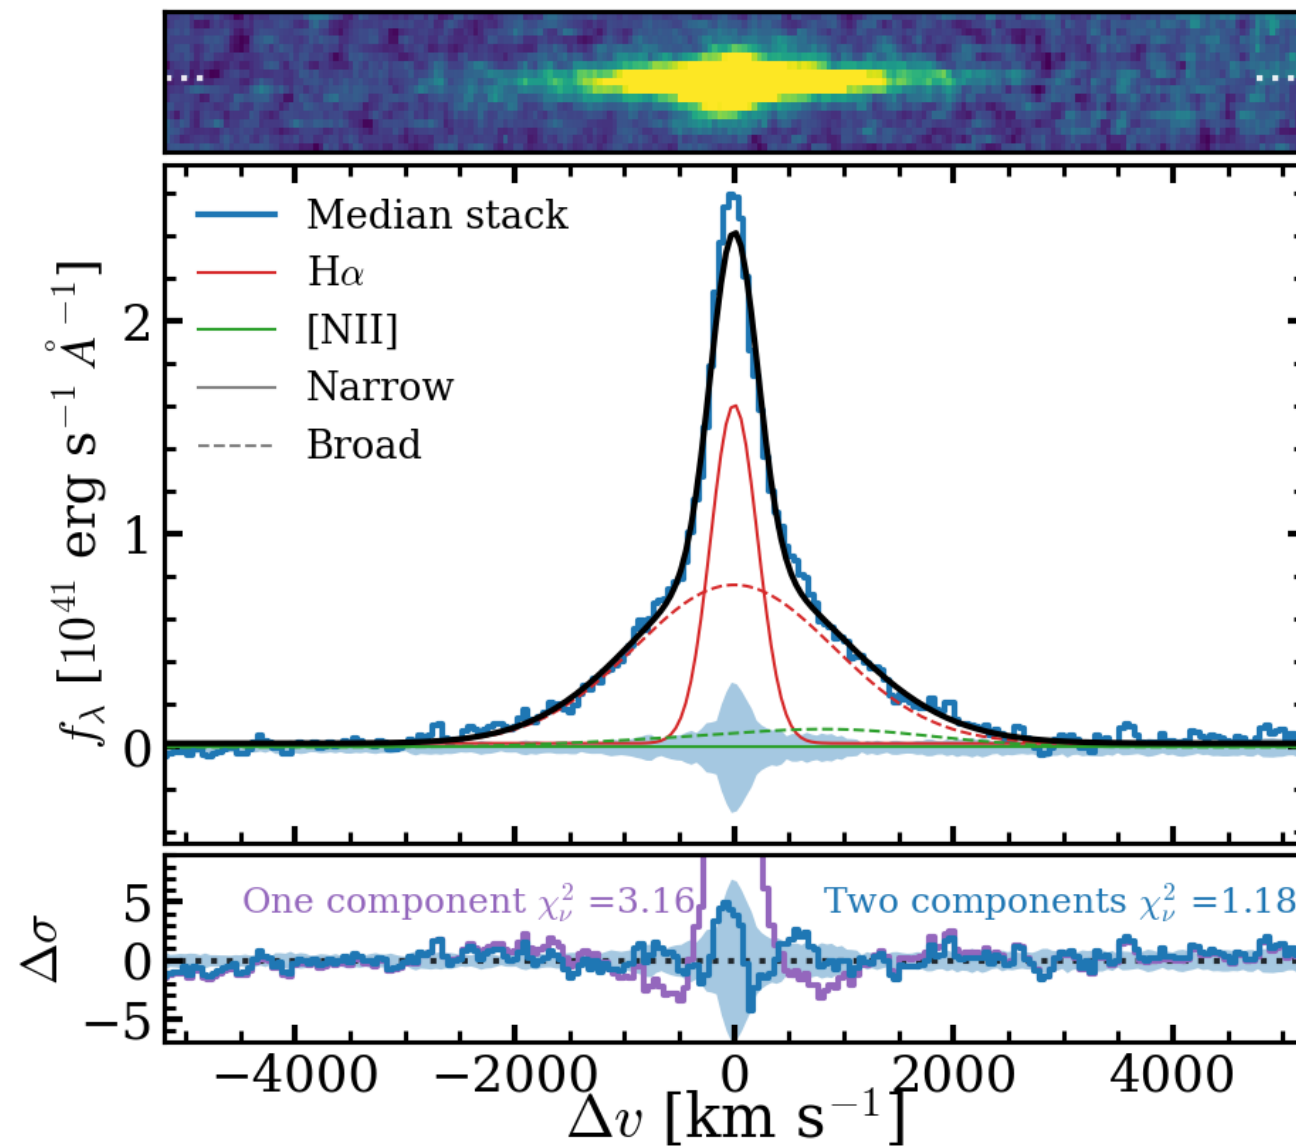 Median stack
Hα
[NII]
Narrow
Broad
f_λ [10^41 erg s^−1 Å^−1]
2
1
0
One component χ²_ν =3.16
Two components χ²_ν =1.18
Δσ
5
0
−5
−4000 −2000 0 2000 4000
Δv [km s^−1]